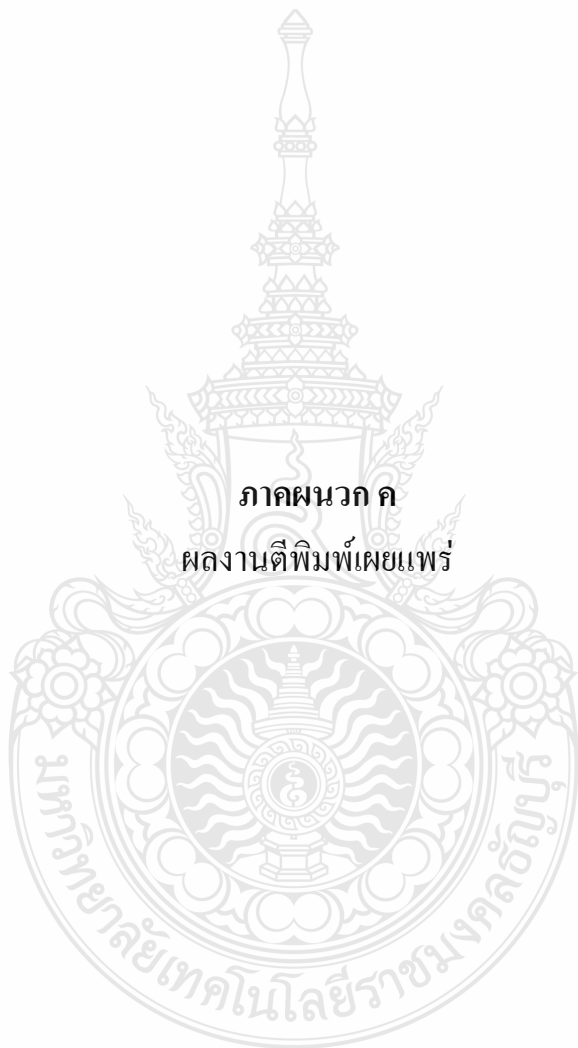 ภาคผนวก ค
ผลงานตีพิมพ์เผยแพร่
มหาวิทยาลัยเทคโนโลยีราชมงคลธัญบุรี